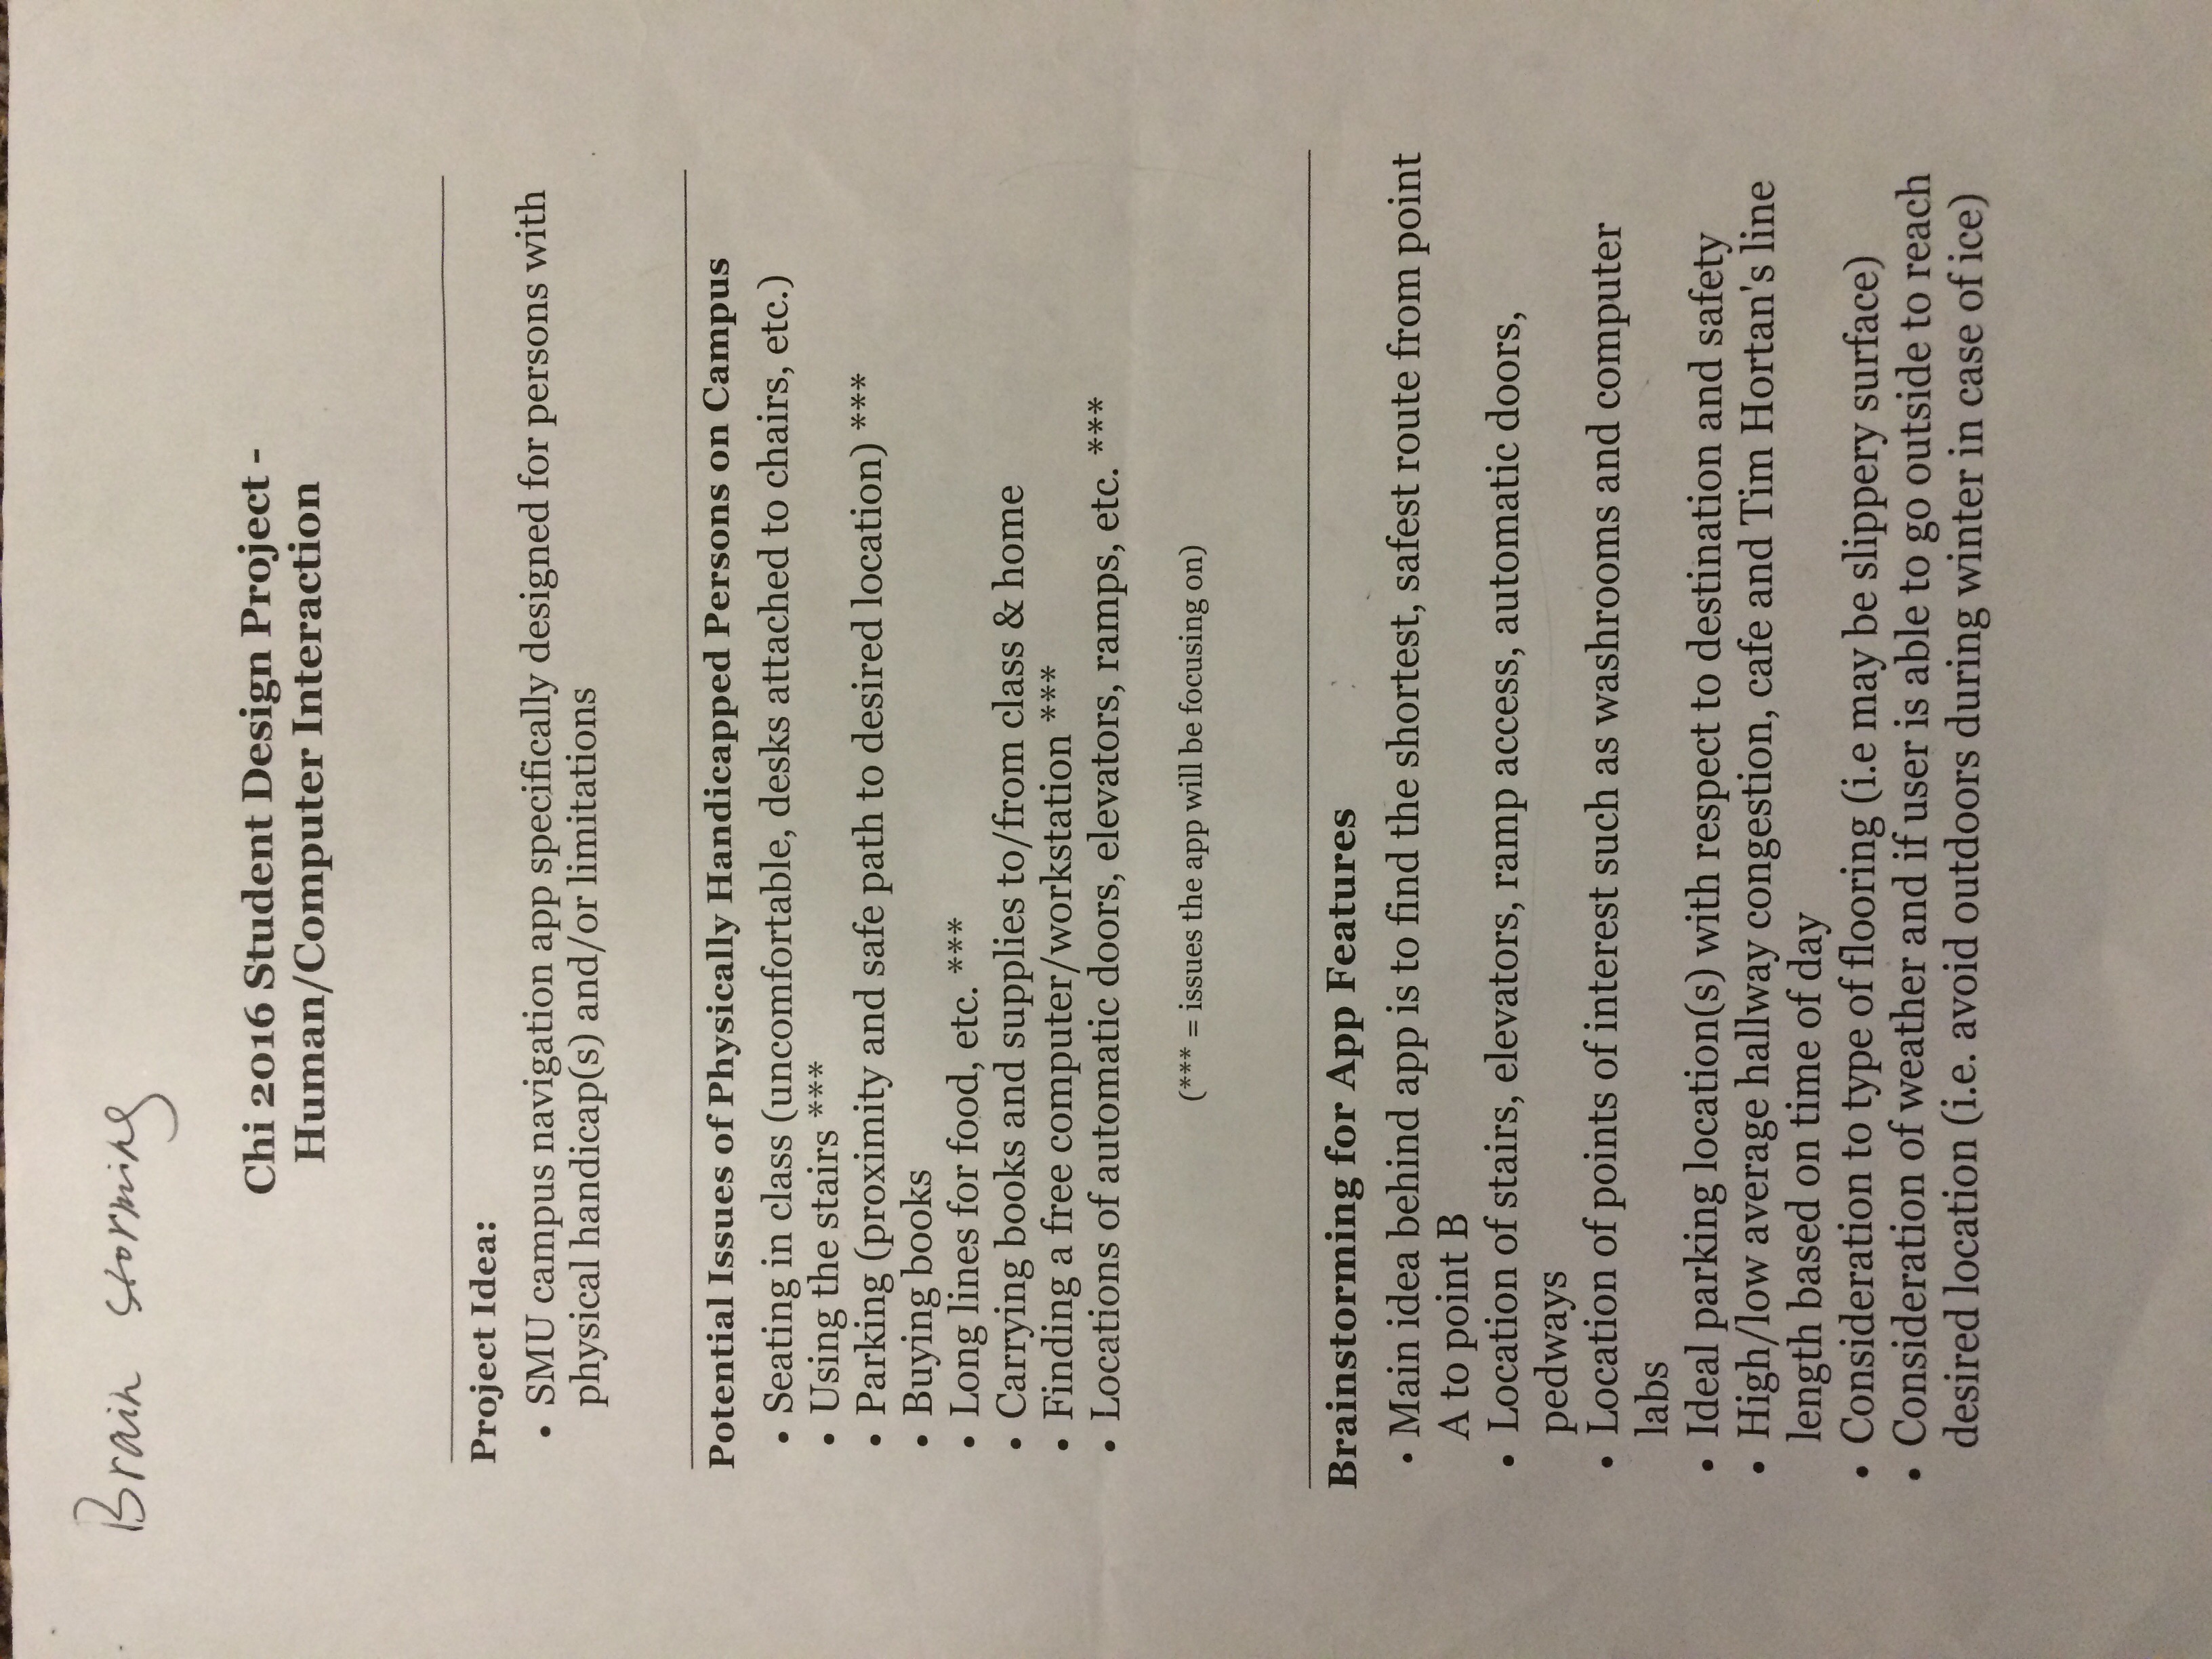 Brain storming
Chi 2016 Student Design Project -
Human/Computer Interaction
Project Idea:
• SMU campus navigation app specifically designed for persons with
physical handicap(s) and/or limitations
Potential Issues of Physically Handicapped Persons on Campus
• Seating in class (uncomfortable, desks attached to chairs, etc.)
• Using the stairs ***
• Parking (proximity and safe path to desired location) ***
• Buying books
• Long lines for food, etc. ***
• Carrying books and supplies to/from class & home
• Finding a free computer/workstation ***
• Locations of automatic doors, elevators, ramps, etc. ***
(*** = issues the app will be focusing on)
Brainstorming for App Features
• Main idea behind app is to find the shortest, safest route from point
A to point B
• Location of stairs, elevators, ramp access, automatic doors,
pedways
• Location of points of interest such as washrooms and computer
labs
• Ideal parking location(s) with respect to destination and safety
• High/low average hallway congestion, cafe and Tim Hortan's line
length based on time of day
• Consideration to type of flooring (i.e may be slippery surface)
• Consideration of weather and if user is able to go outside to reach
desired location (i.e. avoid outdoors during winter in case of ice)